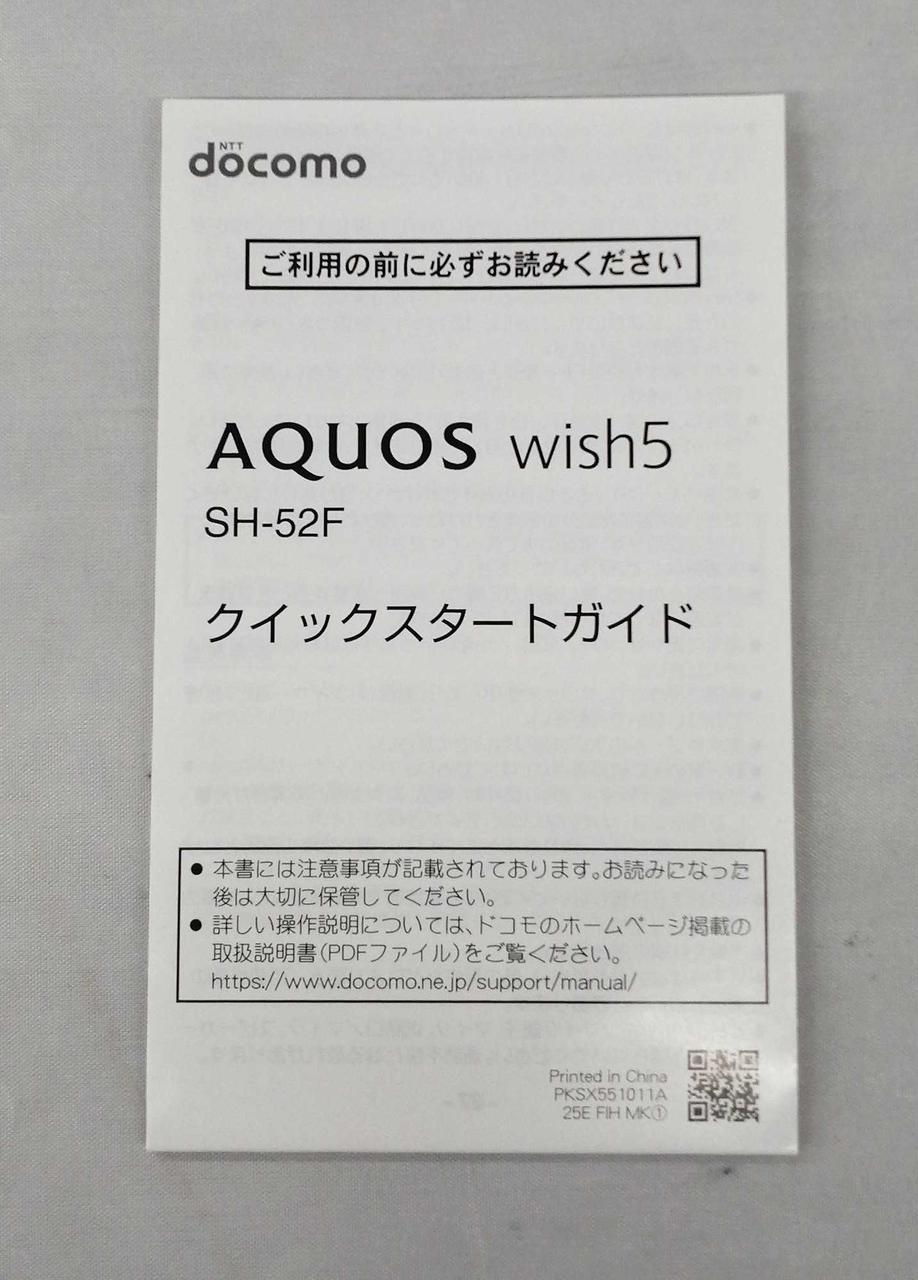 NTT
docomo
ご利用の前に必ずお読みください
AQUOS wish5
SH-52F
クイックスタートガイド
● 本書には注意事項が記載されております。お読みになった
後は大切に保管してください。
● 詳しい操作説明については、ドコモのホームページ掲載の
取扱説明書(PDFファイル)をご覧ください。
https://www.docomo.ne.jp/support/manual/
Printed in China
PKSX551011A
25E FIH MK①